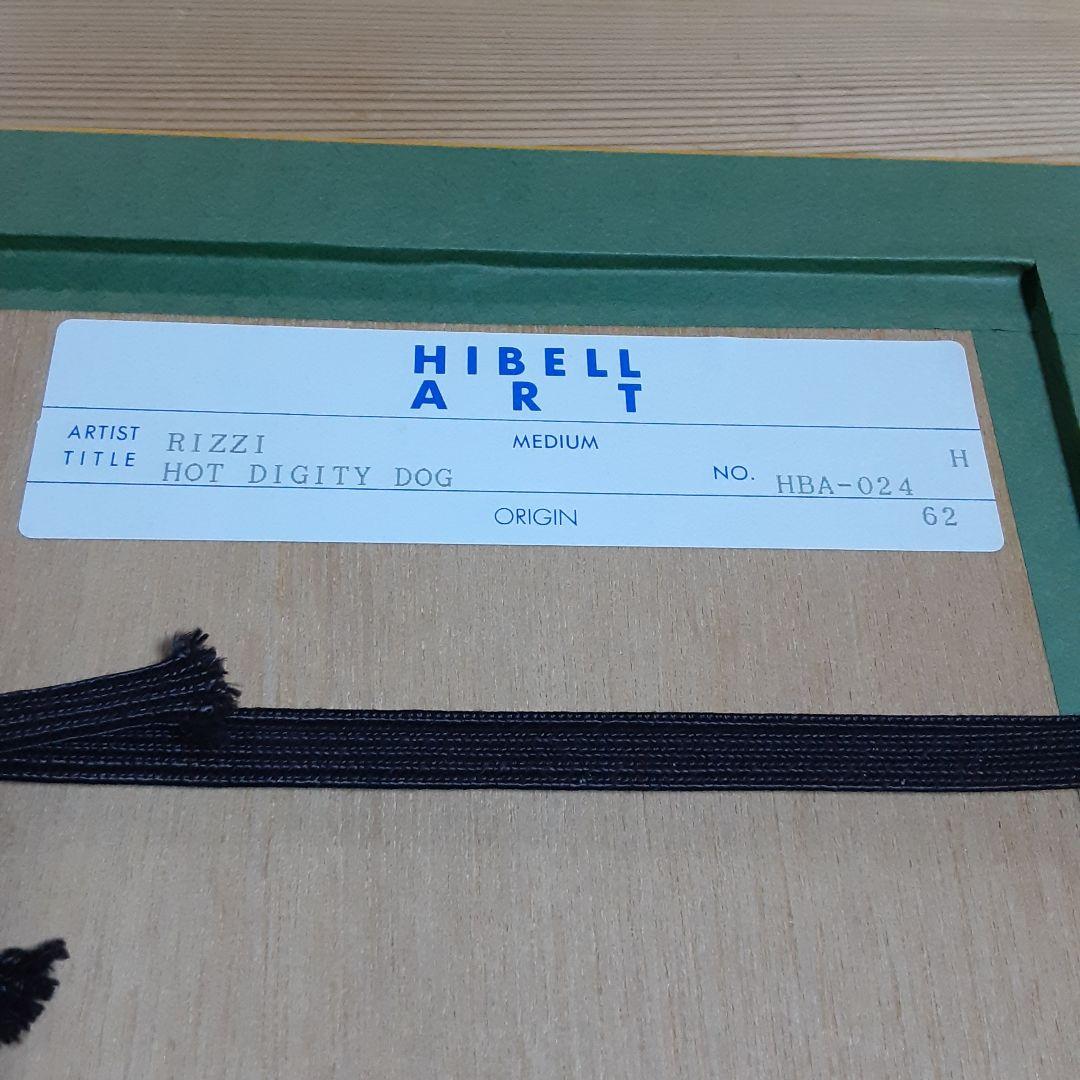 HIBELL
ART
ARTIST RIZZI MEDIUM H
TITLE HOT DIGITY DOG NO. HBA-024
ORIGIN 62